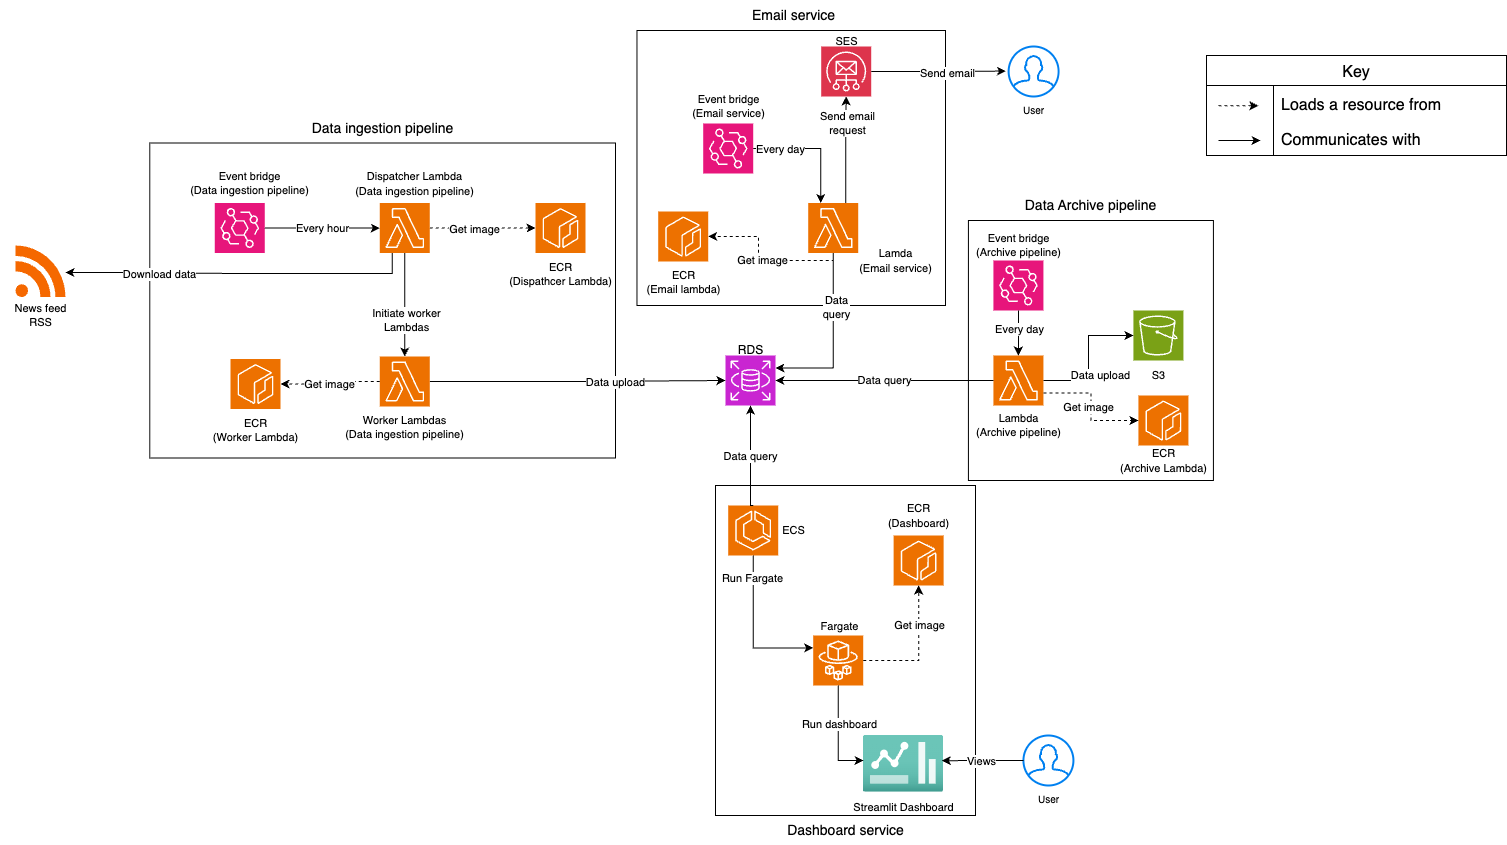 Email service
SES
Send email
User
Event bridge
(Email service)
Send email
request
Every day
ECR
(Email lambda)
Get image
Lamda
(Email service)
Data
query
Key
Loads a resource from
Communicates with
Data ingestion pipeline
Event bridge
(Data ingestion pipeline)
Dispatcher Lambda
(Data ingestion pipeline)
Every hour
Get image
ECR
(Dispathcer Lambda)
Download data
News feed
RSS
Initiate worker
Lambdas
Get image
ECR
(Worker Lambda)
Worker Lambdas
(Data ingestion pipeline)
Data upload
RDS
Data query
Data Archive pipeline
Event bridge
(Archive pipeline)
Every day
Data upload
S3
Get image
Lambda
(Archive pipeline)
ECR
(Archive Lambda)
Data query
ECS
ECR
(Dashboard)
Run Fargate
Fargate
Get image
Run dashboard
Views
User
Streamlit Dashboard
Dashboard service